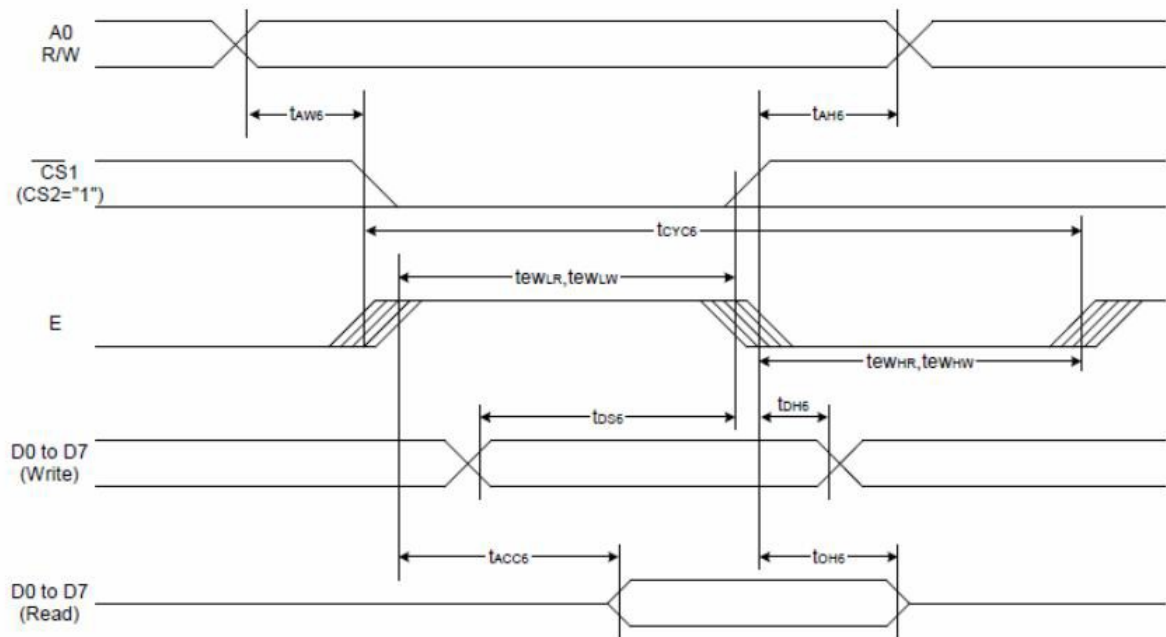 A0
R/W
tAW6
tAH6
CS1
(CS2="1")
tCYC6
tewLR,tewLW
E
tewHR,tewHW
tDS6
tDH6
D0 to D7
(Write)
tACC6
tOH6
D0 to D7
(Read)